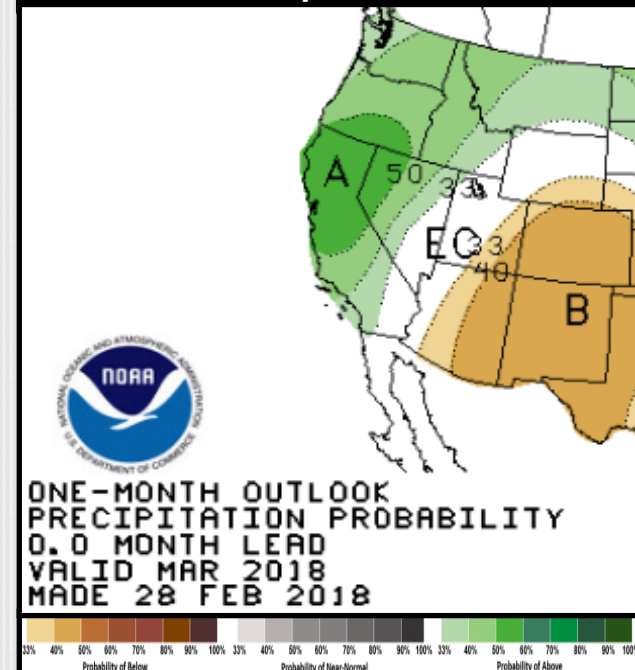 A
50
33
EC
33
40
B
NOAA
NATIONAL OCEANIC AND ATMOSPHERIC ADMINISTRATION
U.S. DEPARTMENT OF COMMERCE
ONE-MONTH OUTLOOK
PRECIPITATION PROBABILITY
0.0 MONTH LEAD
VALID MAR 2018
MADE 28 FEB 2018
33% 40% 50% 60% 70% 80% 90% 100% 33% 40% 50% 60% 70% 80% 90% 100% 33% 40% 50% 60% 70% 80% 90% 100%
Probability of Below Probability of Near-Normal Probability of Above